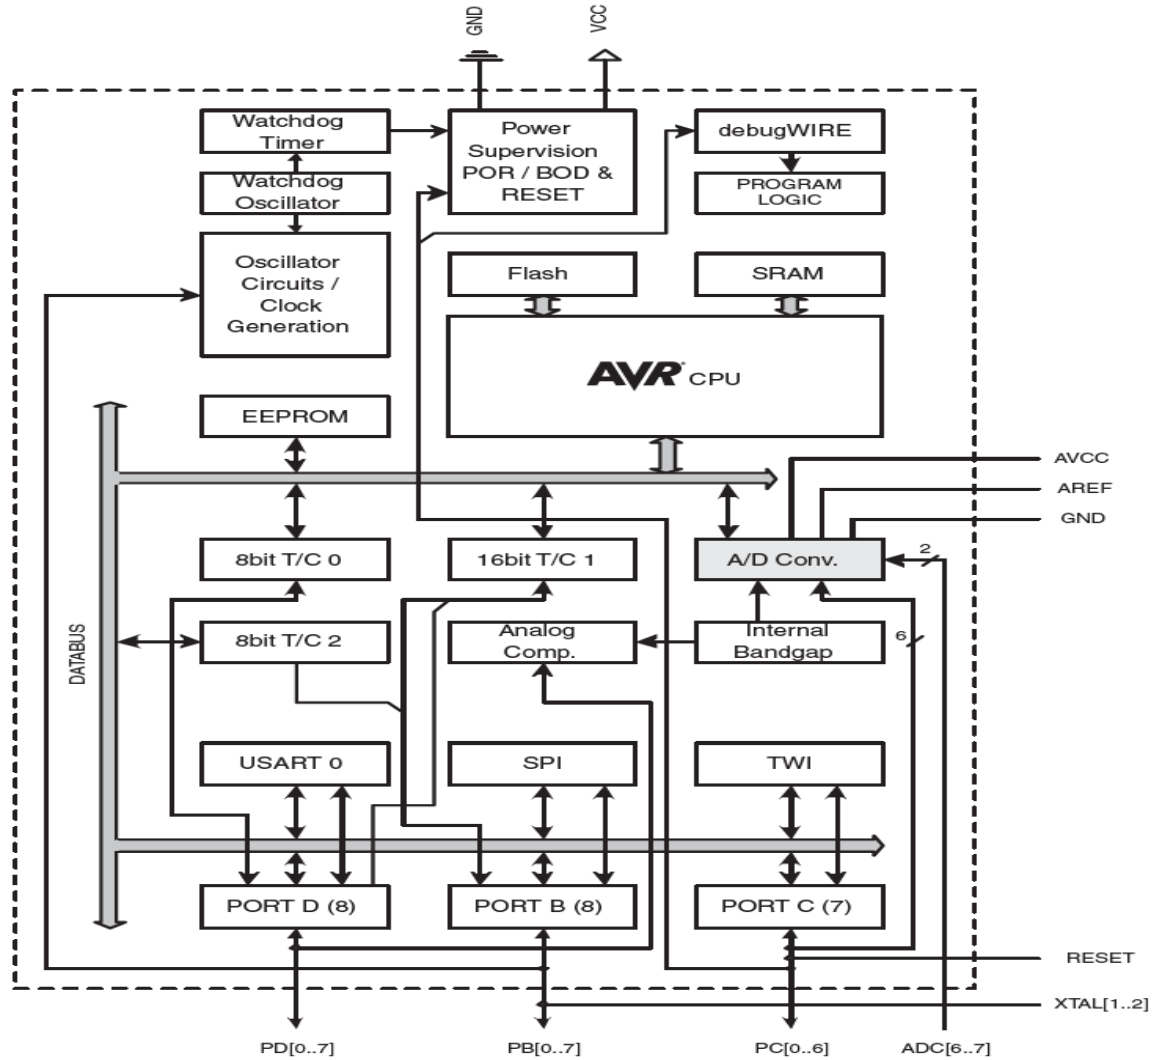 GND
VCC
Watchdog
Timer
Power
Supervision
POR / BOD &
RESET
debugWIRE
Watchdog
Oscillator
PROGRAM
LOGIC
Oscillator
Circuits /
Clock
Generation
Flash
SRAM
AVR® CPU
EEPROM
AVCC
AREF
GND
8bit T/C 0
16bit T/C 1
A/D Conv.
2
DATABUS
8bit T/C 2
Analog
Comp.
Internal
Bandgap
6
USART 0
SPI
TWI
PORT D (8)
PORT B (8)
PORT C (7)
RESET
XTAL[1..2]
PD[0..7]
PB[0..7]
PC[0..6]
ADC[6..7]